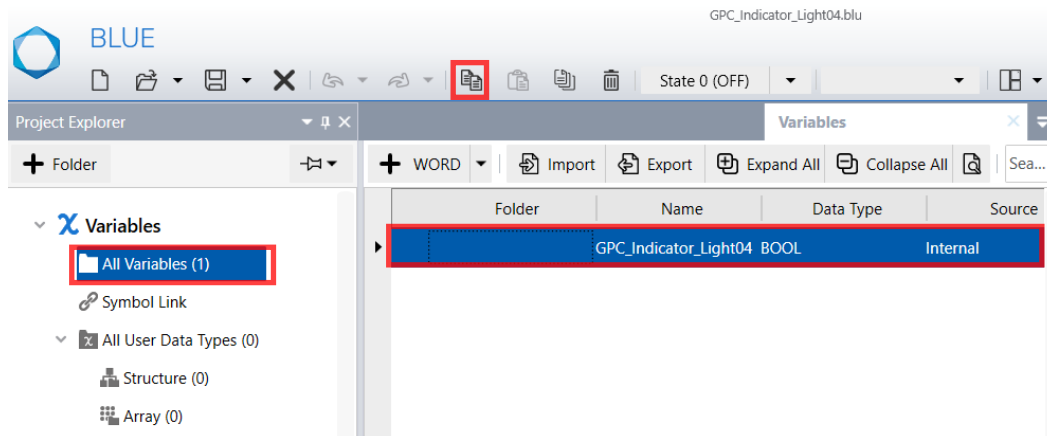 GPC_Indicator_Light04.blu
BLUE
State 0 (OFF)
Project Explorer
Variables
Folder
WORD
Import
Export
Expand All
Collapse All
Sea...
Folder Name Data Type Source
Variables
GPC_Indicator_Light04 BOOL Internal
All Variables (1)
Symbol Link
All User Data Types (0)
Structure (0)
Array (0)